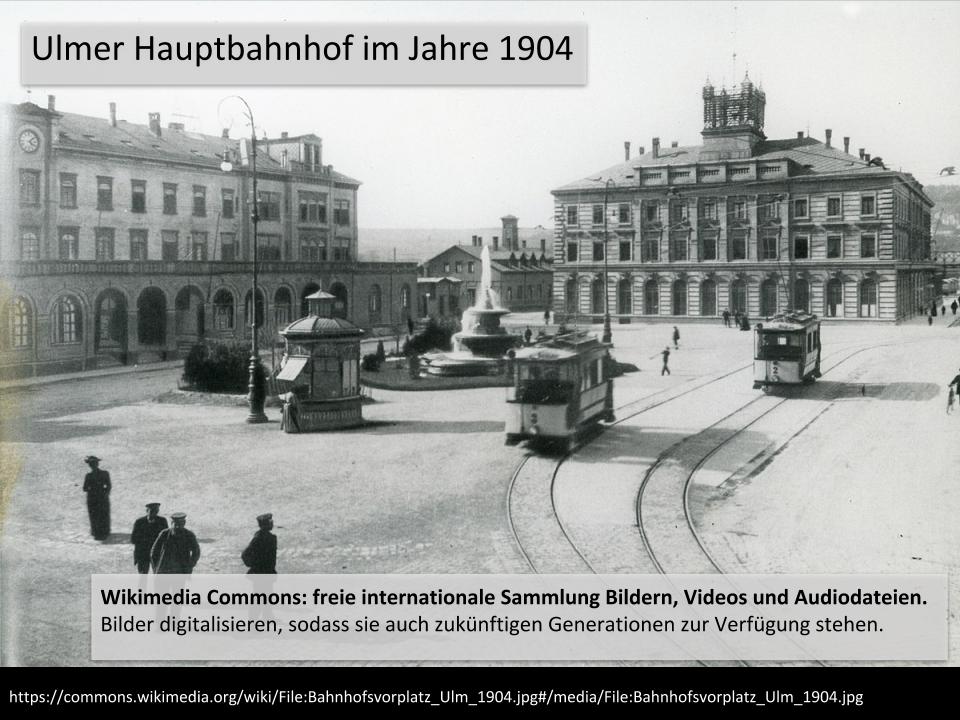 Ulmer Hauptbahnhof im Jahre 1904
Wikimedia Commons: freie internationale Sammlung Bildern, Videos und Audiodateien.
Bilder digitalisieren, sodass sie auch zukünftigen Generationen zur Verfügung stehen.
https://commons.wikimedia.org/wiki/File:Bahnhofsvorplatz_Ulm_1904.jpg#/media/File:Bahnhofsvorplatz_Ulm_1904.jpg